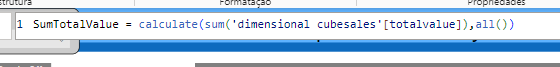 Formatação
Propriedades
1 SumTotalValue = calculate(sum('dimensional cubesales'[totalvalue]),all())